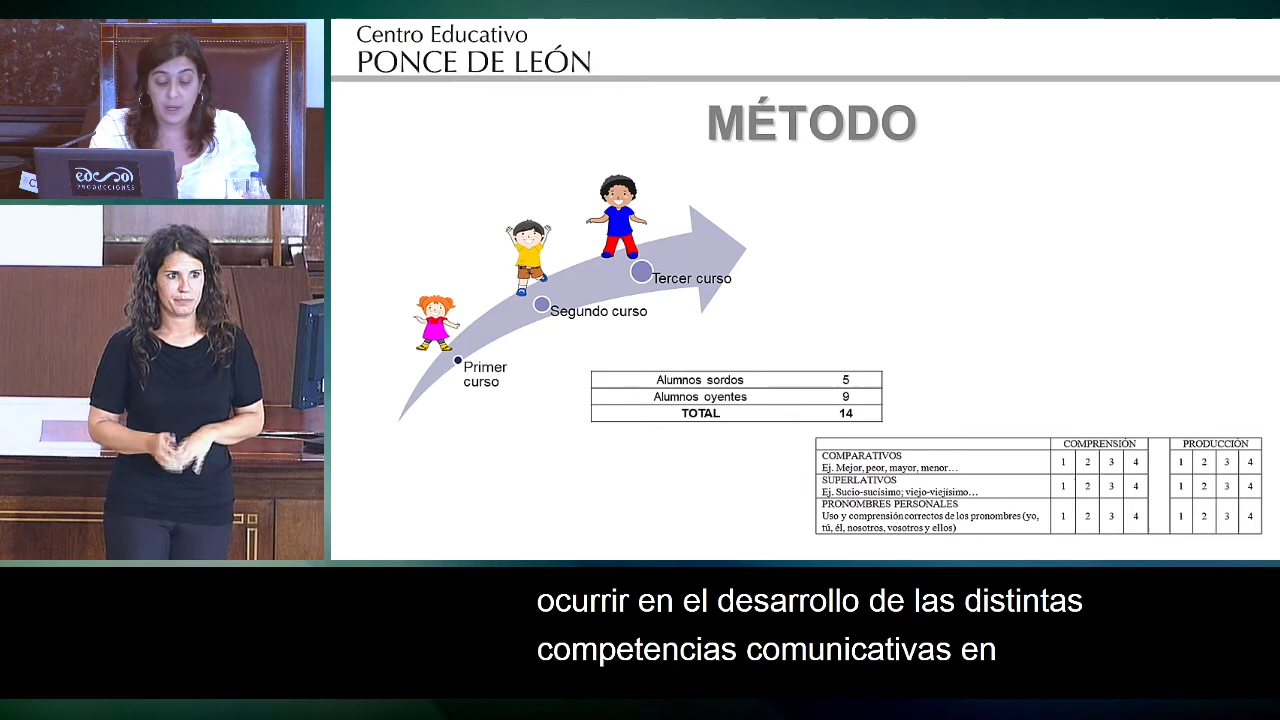 Centro Educativo
PONCE DE LEÓN
MÉTODO
Tercer curso
Segundo curso
Primer
curso
Alumnos sordos 5
Alumnos oyentes 9
TOTAL 14
COMPRENSIÓN PRODUCCIÓN
COMPARATIVOS
Ej. Mejor, peor, mayor, menor… 1 2 3 4 1 2 3 4
SUPERLATIVOS
Ej. Sucio-sucísimo; viejo-viejísimo… 1 2 3 4 1 2 3 4
PRONOMBRES PERSONALES
Uso y comprensión correctos de los pronombres (yo, 1 2 3 4 1 2 3 4
tú, él, nosotros, vosotros y ellos)
PRODUCCIONES
ocurrir en el desarrollo de las distintas
competencias comunicativas en